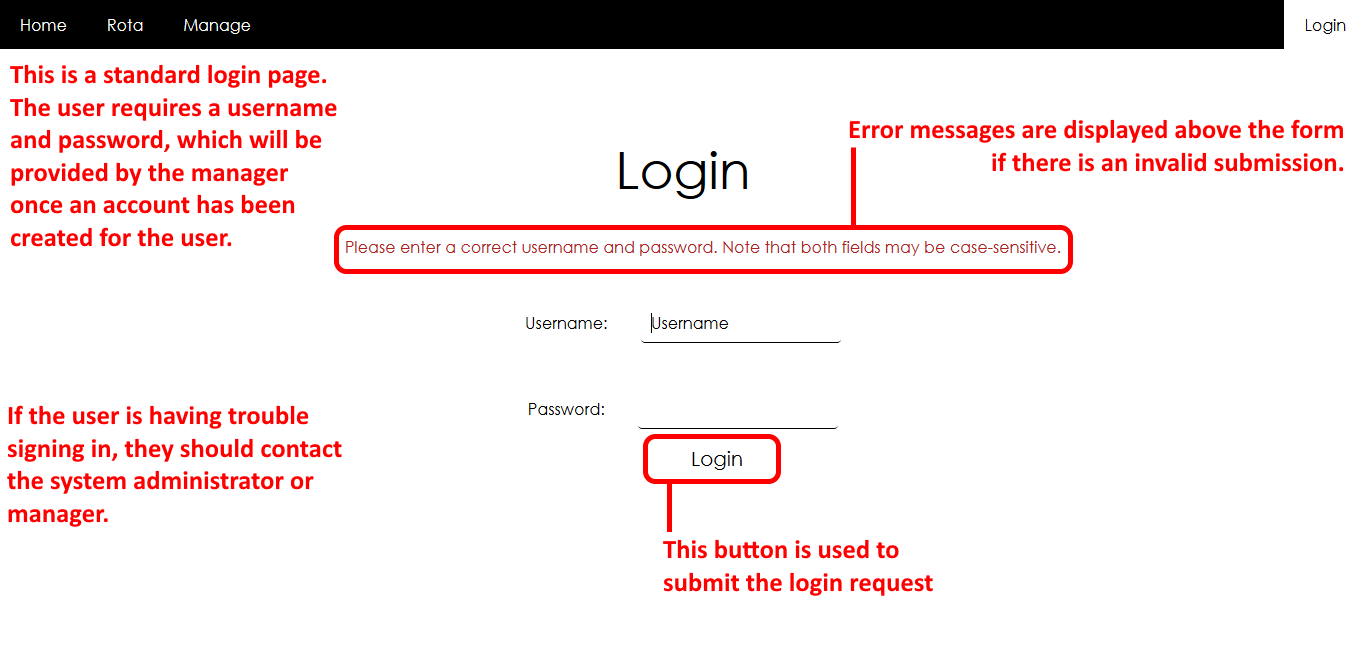 Home Rota Manage Login
This is a standard login page.
The user requires a username
and password, which will be
provided by the manager
once an account has been
created for the user.
Error messages are displayed above the form
if there is an invalid submission.
Login
Please enter a correct username and password. Note that both fields may be case-sensitive.
Username: Username
Password:
If the user is having trouble
signing in, they should contact
the system administrator or
manager.
Login
This button is used to
submit the login request